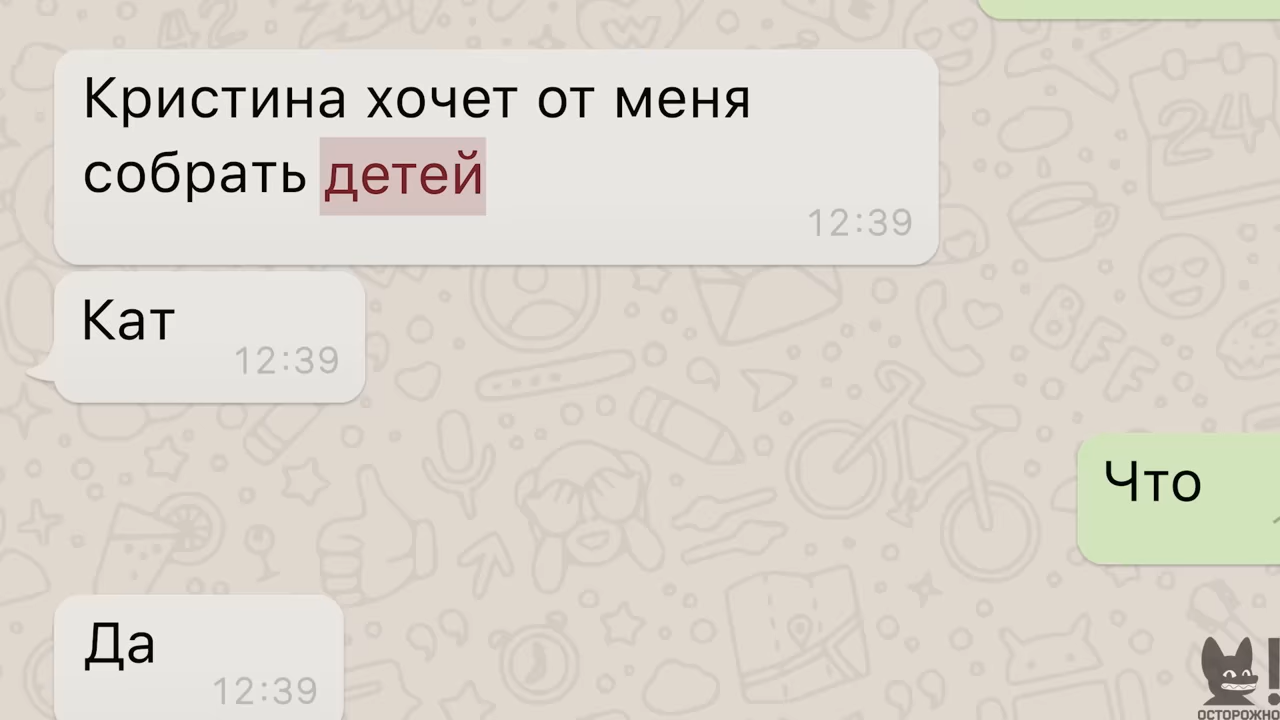 Кристина хочет от меня
собрать детей
12:39
Кат
12:39
Что
Да
12:39
ОСТОРОЖНО